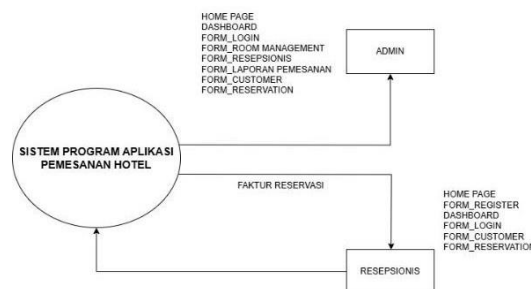 HOME PAGE
DASHBOARD
FORM_LOGIN
FORM_ROOM MANAGEMENT
FORM_RESEPSIONIS
FORM_LAPORAN PEMESANAN
FORM_CUSTOMER
FORM_RESERVATION
ADMIN
SISTEM PROGRAM APLIKASI
PEMESANAN HOTEL
FAKTUR RESERVASI
HOME PAGE
FORM_REGISTER
DASHBOARD
FORM_LOGIN
FORM_CUSTOMER
FORM_RESERVATION
RESEPSIONIS